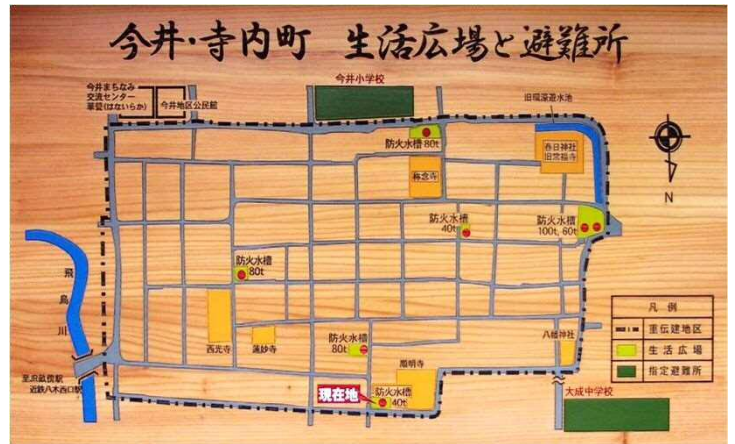 今井・寺内町 生活広場と避難所
今井まちなみ
交流センター
華甍(はないらか)
今井地区公民館
今井小学校
旧環濠遊水池
防火水槽 80t
春日神社
旧常福寺
称念寺
N
防火水槽
40t
防火水槽
100t, 60t
防火水槽
80t
飛鳥川
西光寺
蓮妙寺
防火水槽
80t
順明寺
八幡神社
凡例
重伝建地区
生活広場
指定避難所
至JR畝傍駅
近鉄八木西口駅
現在地
防火水槽
40t
大成中学校